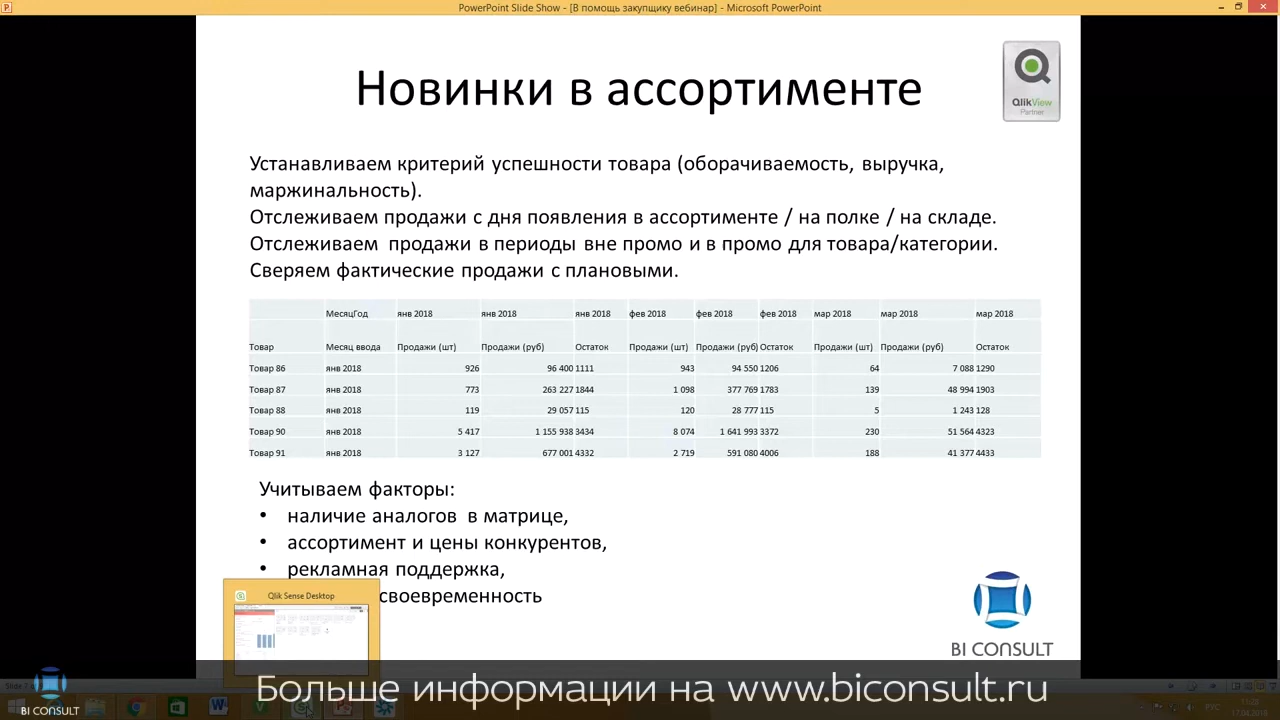 PowerPoint Slide Show - [В помощь закупщику вебинар] - Microsoft PowerPoint
Новинки в ассортименте
QlikView
Partner
Устанавливаем критерий успешности товара (оборачиваемость, выручка,
маржинальность).
Отслеживаем продажи с дня появления в ассортименте / на полке / на складе.
Отслеживаем продажи в периоды вне промо и в промо для товара/категории.
Сверяем фактические продажи с плановыми.
МесяцГод янв 2018 янв 2018 янв 2018 фев 2018 фев 2018 фев 2018 мар 2018 мар 2018 мар 2018
Товар Месяц ввода Продажи (шт) Продажи (руб) Остаток Продажи (шт) Продажи (руб) Остаток Продажи (шт) Продажи (руб) Остаток
Товар 86 янв 2018 926 96 400 1111 943 94 550 1206 64 7 088 1290
Товар 87 янв 2018 773 263 227 1844 1 098 377 769 1783 139 48 994 1903
Товар 88 янв 2018 119 29 057 115 120 28 777 115 5 1 243 128
Товар 90 янв 2018 5 417 1 155 938 3434 8 074 1 641 993 3372 230 51 564 4323
Товар 91 янв 2018 3 127 677 001 4332 2 719 591 080 4006 188 41 377 4433
Учитываем факторы:
• наличие аналогов в матрице,
• ассортимент и цены конкурентов,
• рекламная поддержка,
своевременность
Qlik Sense Desktop
BI CONSULT
Больше информации на www.biconsult.ru
BI CONSULT
РУС